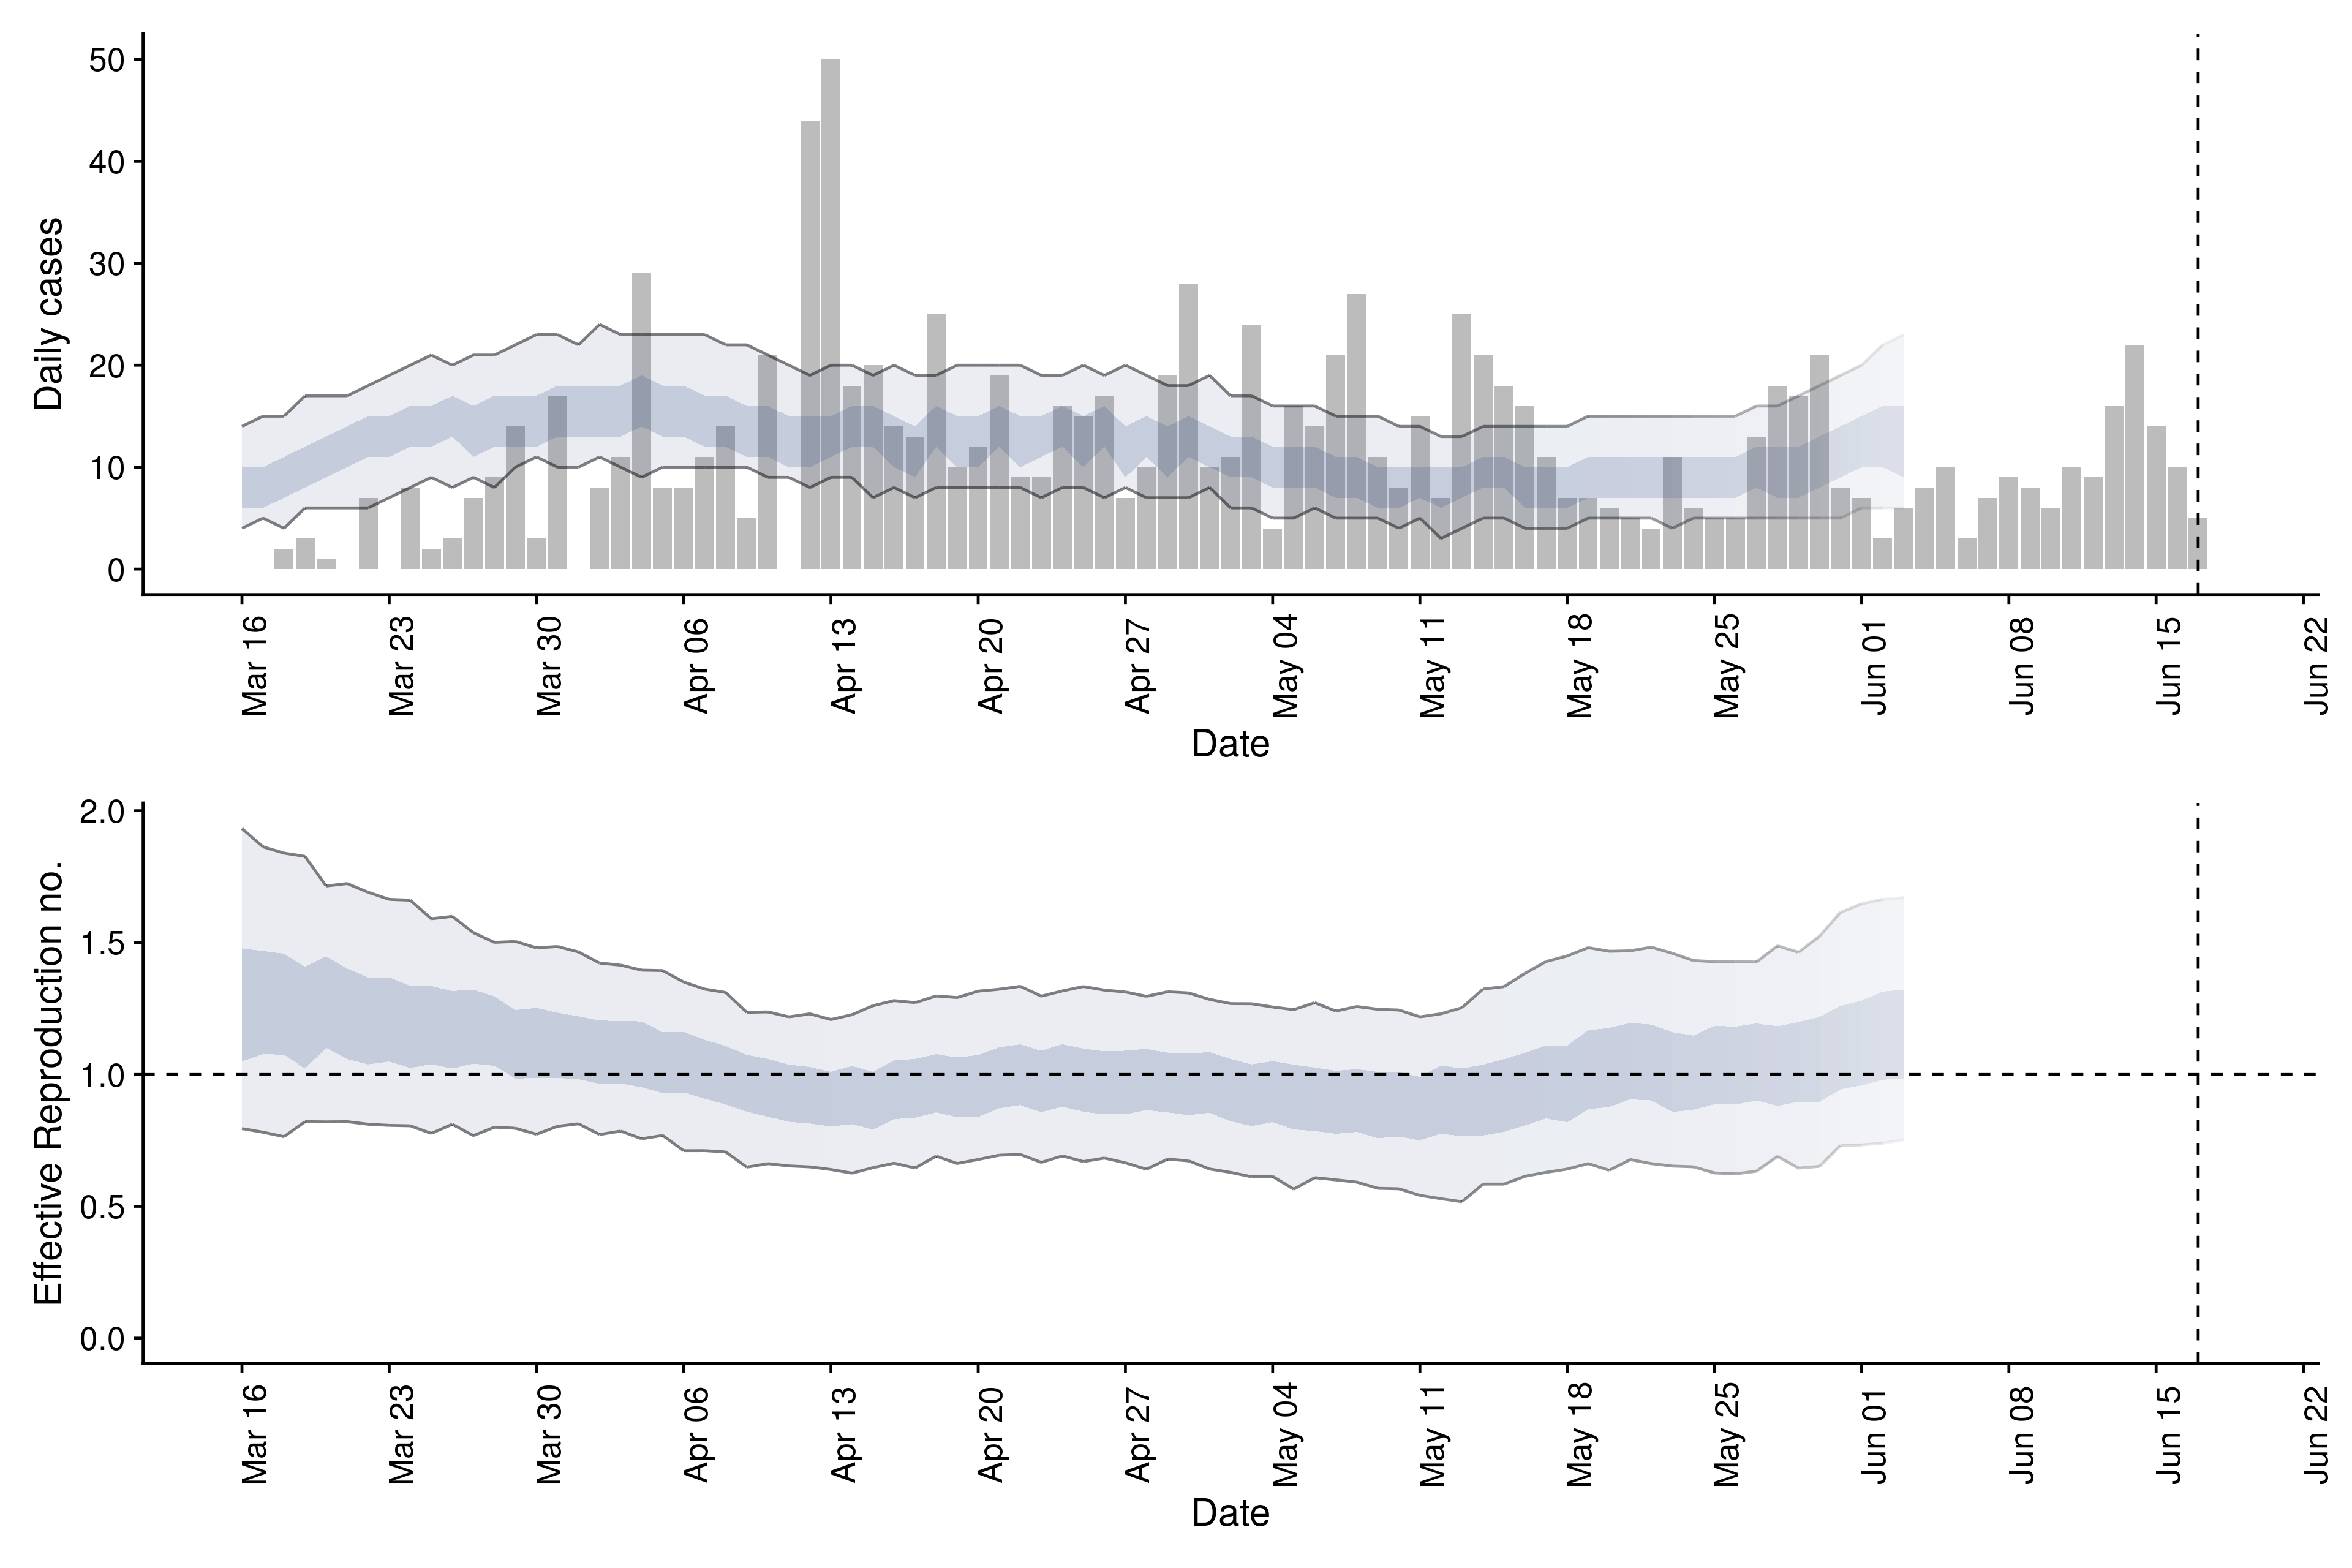 Daily cases
50
40
30
20
10
0
Mar 16
Mar 23
Mar 30
Apr 06
Apr 13
Apr 20
Apr 27
May 04
May 11
May 18
May 25
Jun 01
Jun 08
Jun 15
Jun 22
Date
Effective Reproduction no.
2.0
1.5
1.0
0.5
0.0
Mar 16
Mar 23
Mar 30
Apr 06
Apr 13
Apr 20
Apr 27
May 04
May 11
May 18
May 25
Jun 01
Jun 08
Jun 15
Jun 22
Date